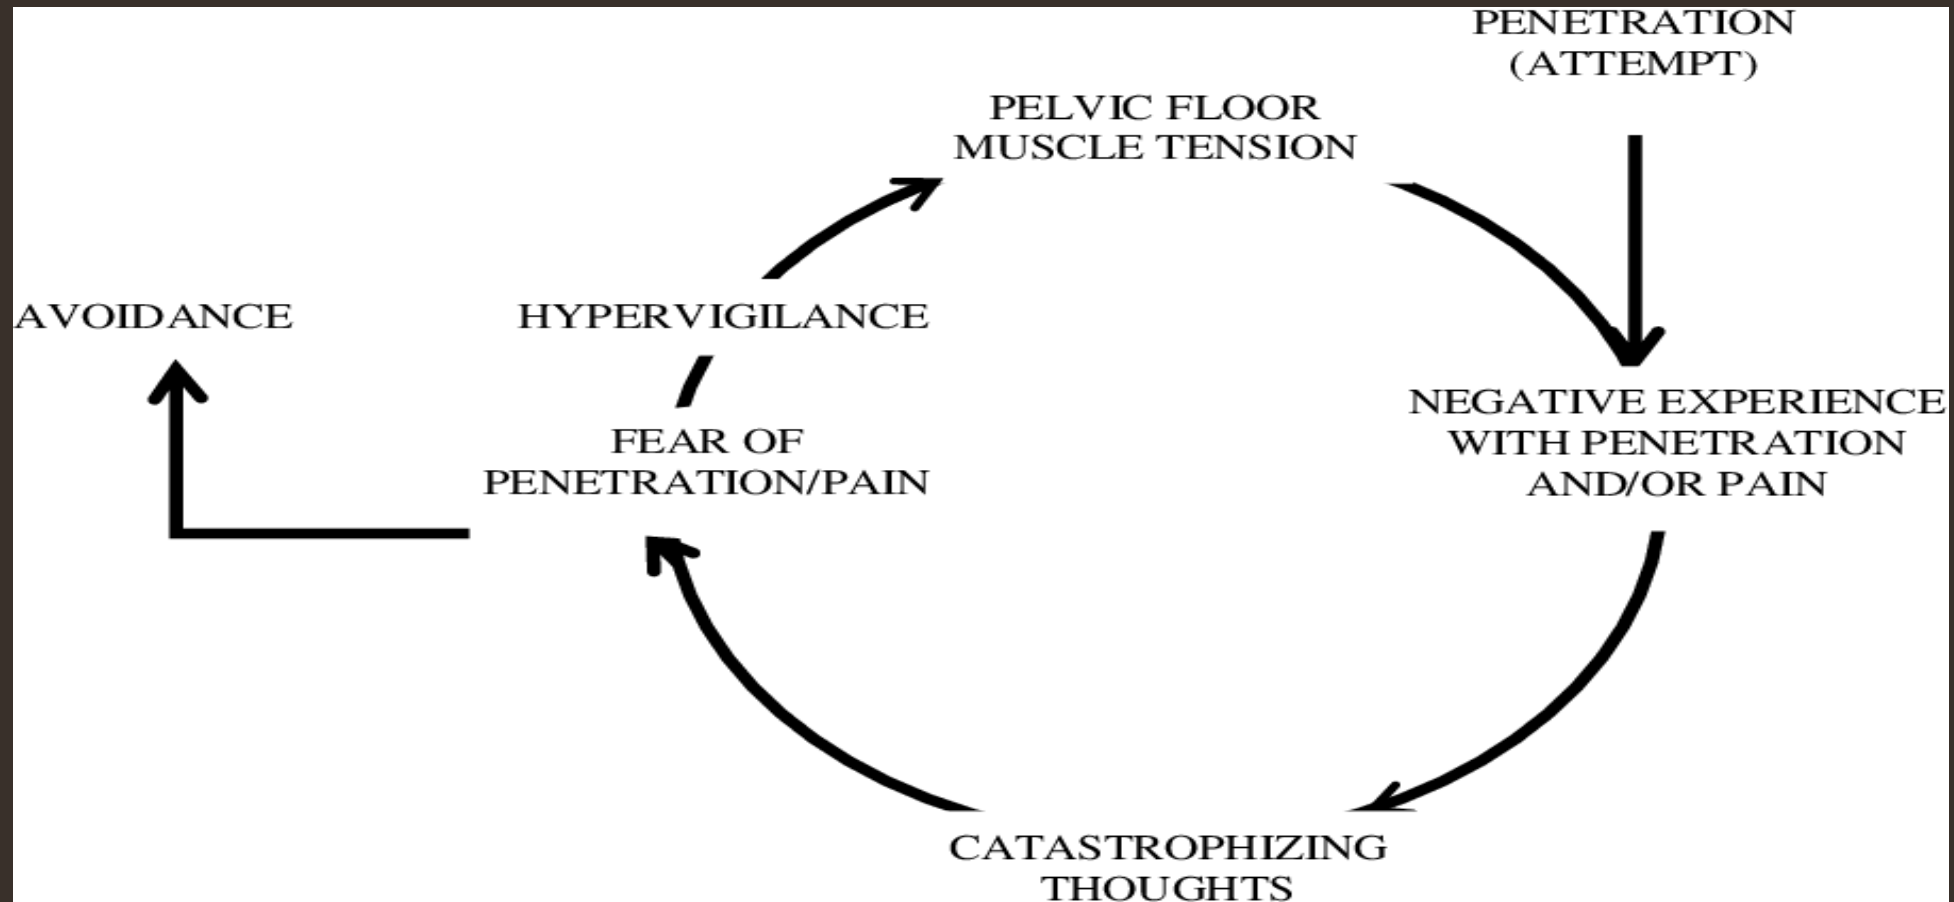 PENETRATION
(ATTEMPT)
PELVIC FLOOR
MUSCLE TENSION
AVOIDANCE
HYPERVIGILANCE
NEGATIVE EXPERIENCE
WITH PENETRATION
AND/OR PAIN
FEAR OF
PENETRATION/PAIN
CATASTROPHIZING
THOUGHTS